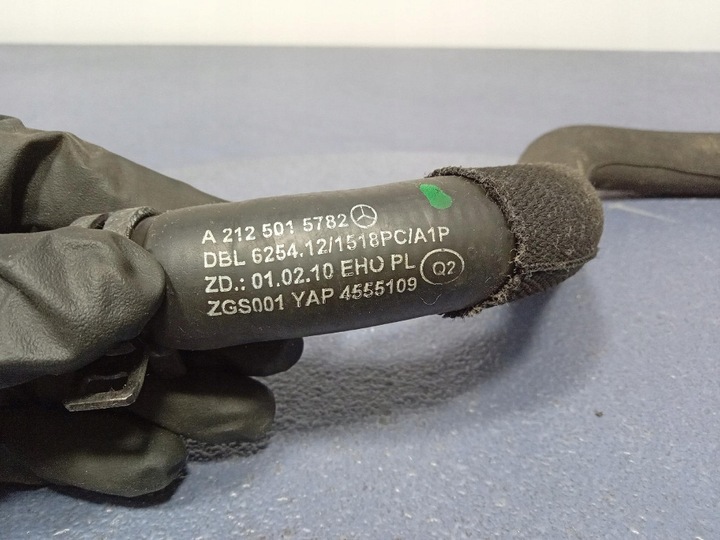 A 212 501 5782
DBL 6254.12/1518PC/A1P
ZD.: 01.02.10 EHO PL
Q2
ZGS001 YAP 4555109